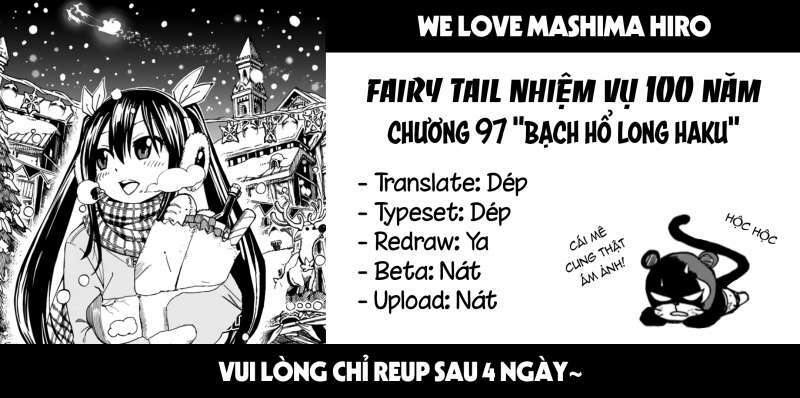 WE LOVE MASHIMA HIRO
FAIRY TAIL NHIỆM VỤ 100 NĂM
CHƯƠNG 97 "BẠCH HỔ LONG HAKU"
- Translate: Dép
- Typeset: Dép
- Redraw: Ya
- Beta: Nát
- Upload: Nát
CÁI MÊ
CUNG THẬT
ÁM ẢNH!
HỘC HỘC
VUI LÒNG CHỈ REUP SAU 4 NGÀY~